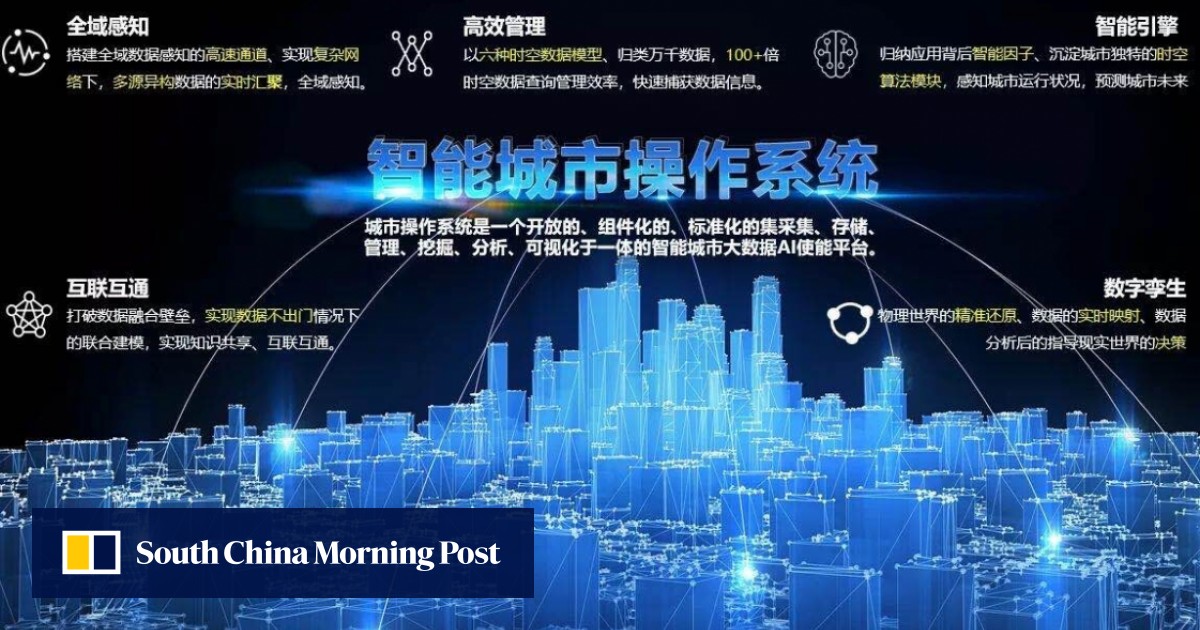 全域感知
搭建全域数据感知的高速通道、实现复杂网
络下，多源异构数据的实时汇聚，全域感知。
高效管理
以六种时空数据模型、归类万千数据，100+倍
时空数据查询管理效率，快速捕获数据信息。
智能引擎
归纳应用背后智能因子、沉淀城市独特的时空
算法模块，感知城市运行状况，预测城市未来
智能城市操作系统
城市操作系统是一个开放的、组件化的、标准化的集采集、存储、
管理、挖掘、分析、可视化于一体的智能城市大数据AI使能平台。
互联互通
打破数据融合壁垒，实现数据不出门情况下
的联合建模，实现知识共享、互联互通。
数字孪生
物理世界的精准还原、数据的实时映射、数据
分析后的指导现实世界的决策
South China Morning Post